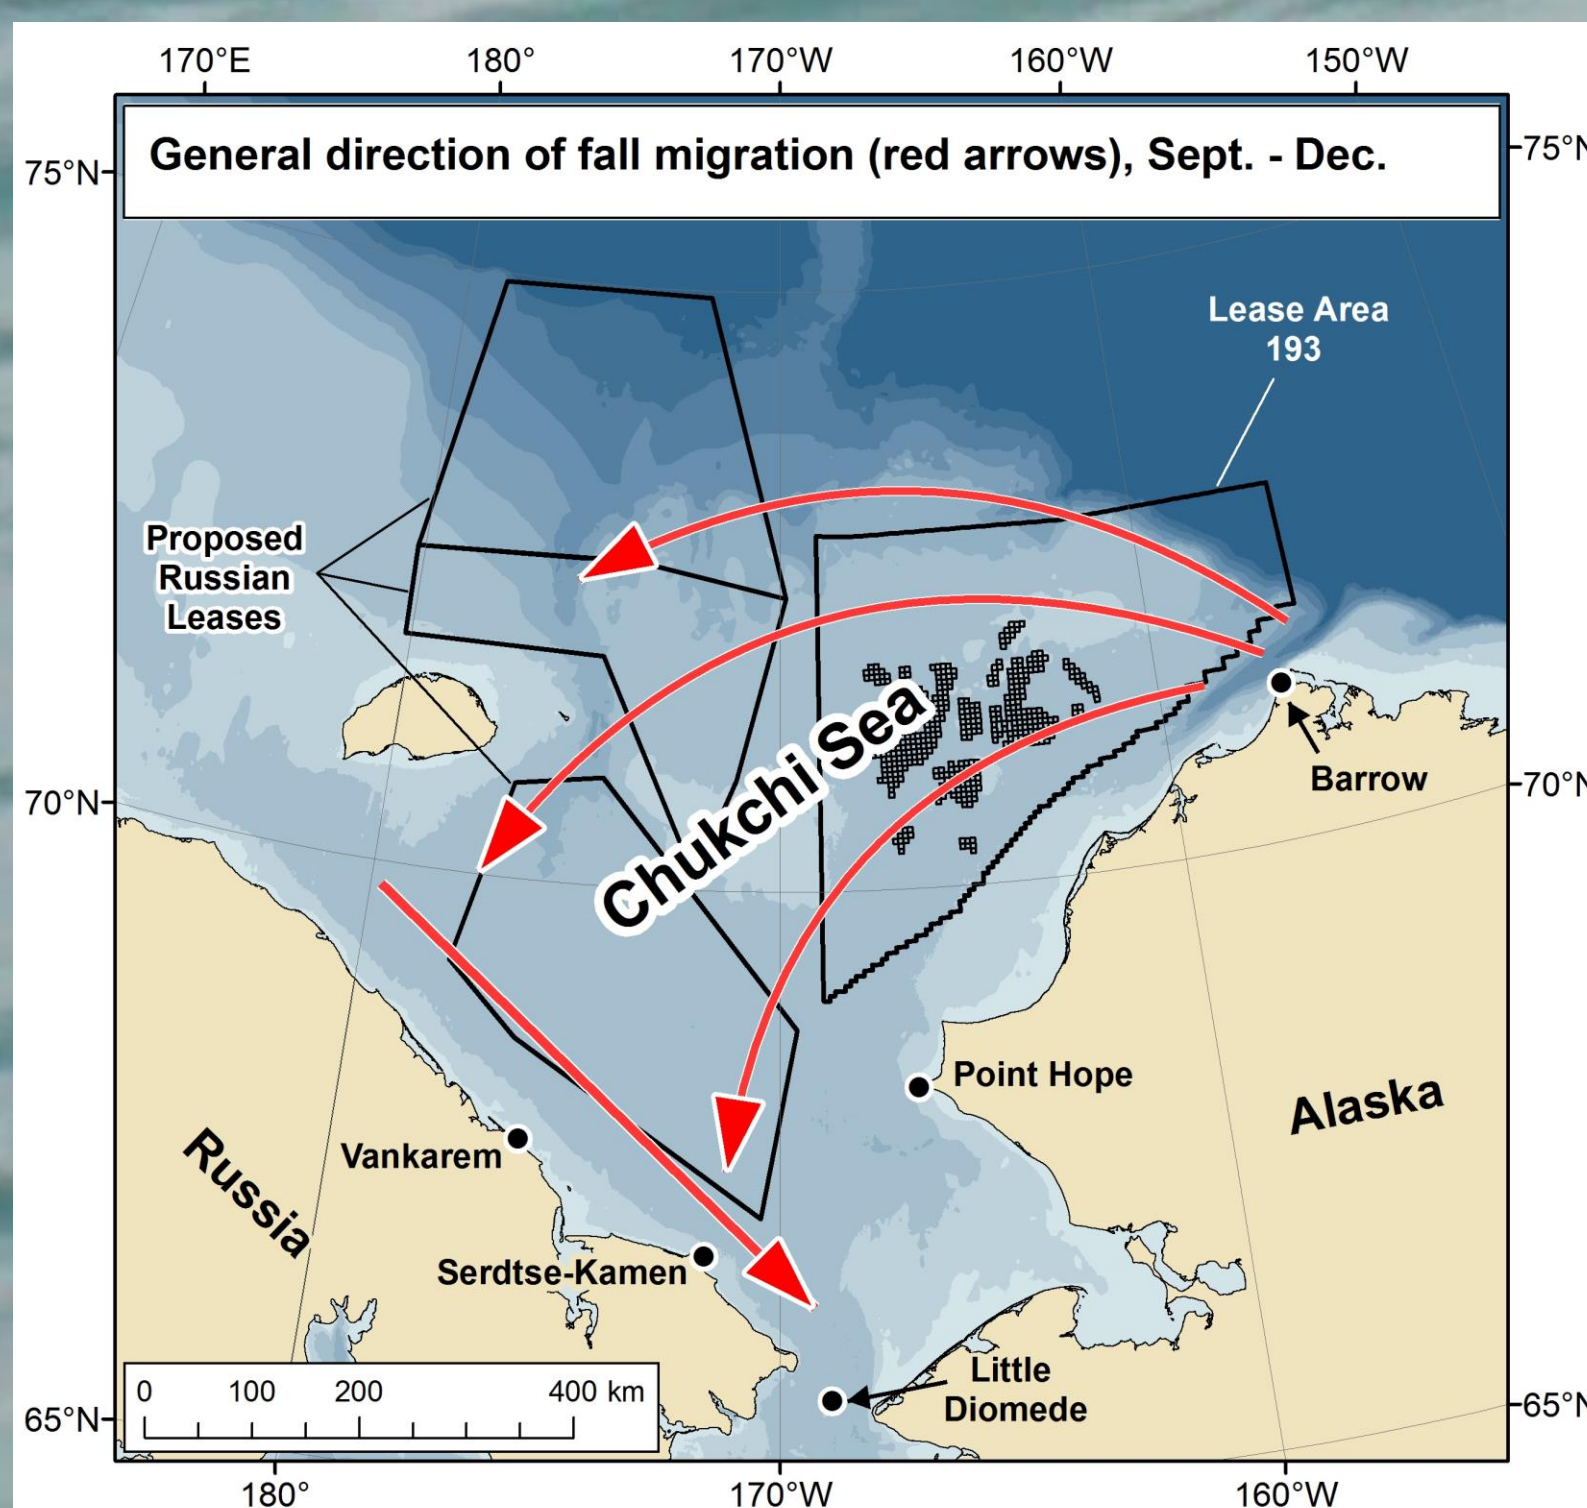 170°E 180° 170°W 160°W 150°W
General direction of fall migration (red arrows), Sept. - Dec.
75°N
75°N
Lease Area
193
Proposed
Russian
Leases
Chukchi Sea
Barrow
70°N
70°N
Point Hope
Alaska
Vankarem
Russia
Serdtse-Kamen
Little
Diomede
0 100 200 400 km
65°N
65°N
180° 170°W 160°W